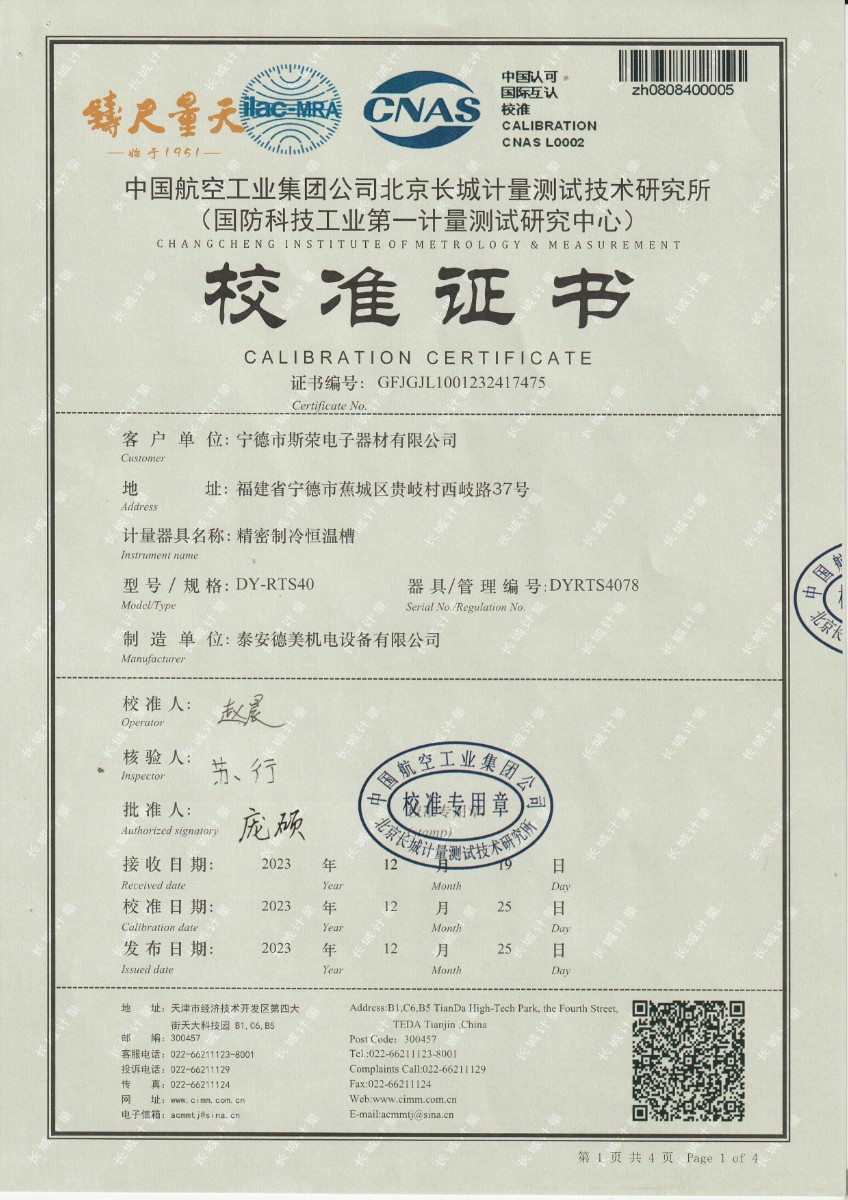 鑄尺量天
始于1951
ilac-MRA
CNAS
中国认可
国际互认
校准
CALIBRATION
CNAS L0002
zh0808400005
中国航空工业集团公司北京长城计量测试技术研究所
（国防科技工业第一计量测试研究中心）
CHANGCHENG INSTITUTE OF METROLOGY & MEASUREMENT
校准证书
CALIBRATION CERTIFICATE
证书编号： GFJGJL1001232417475
Certificate No.
客户单位：宁德市斯荣电子器材有限公司
Customer
地 址：福建省宁德市蕉城区贵岐村西岐路37号
Address
计量器具名称：精密制冷恒温槽
Instrument name
型号/规格：DY-RTS40 器具/管理编号:DYRTS4078
Model/Type Serial No./Regulation No.
制造单位：泰安德美机电设备有限公司
Manufacturer
校准人： 赵晨
Operator
核验人： 苏行
Inspector
批准人： 庞硕
Authorized signatory
中国航空工业集团公司
校准专用章
北京长城计量测试技术研究所
接收日期： 2023 年 12 月 19 日
Received date Year Month Day
校准日期： 2023 年 12 月 25 日
Calibration date Year Month Day
发布日期： 2023 年 12 月 25 日
Issued date Year Month Day
地 址：天津市经济技术开发区第四大
街天大科技园 B1,C6,B5
邮 编：300457
客服电话：022-66211123-8001
投诉电话：022-66211129
传 真：022-66211124
网 址：www.cimm.com.cn
电子信箱：acmmtj@sina.cn
Address:B1,C6,B5 TianDa High-Tech Park, the Fourth Street,
TEDA Tianjin ,China
Post Code: 300457
Tel.:022-66211123-8001
Complaints Call:022-66211129
Fax:022-66211124
Web:www.cimm.com.cn
E-mail:acmmtj@sina.cn
第 1 页 共 4 页 Page 1 of 4